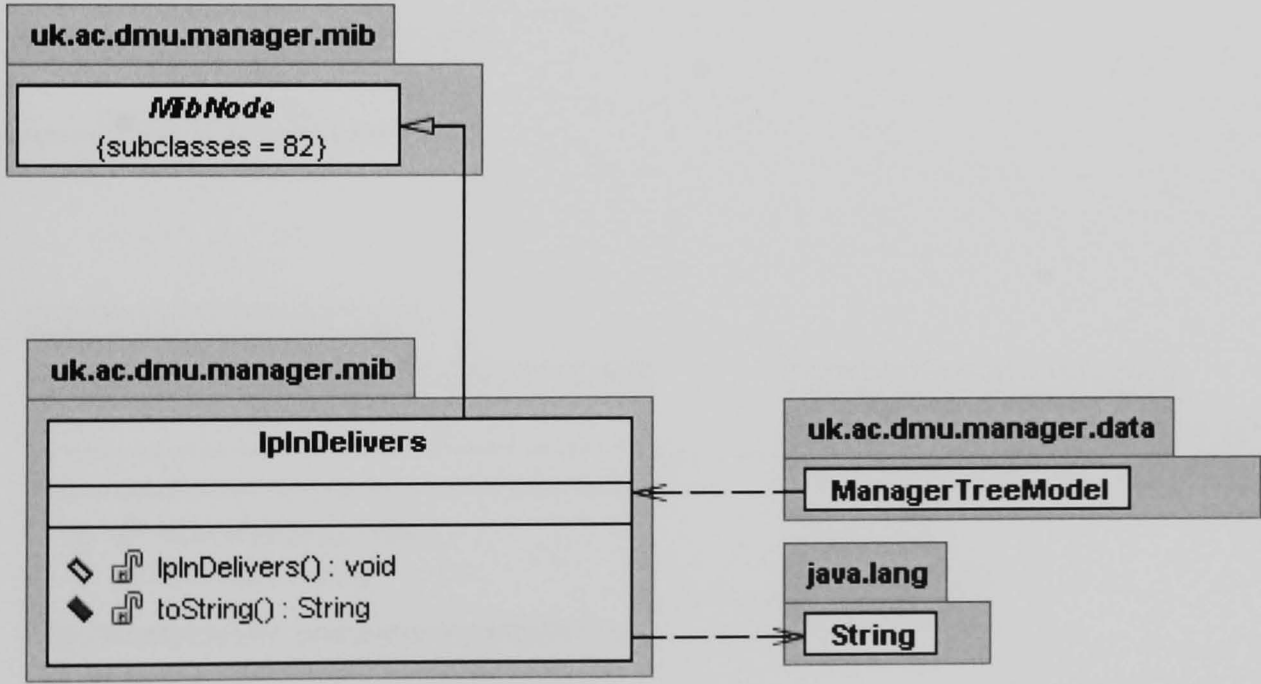 uk.ac.dmu.manager.mib
MibNode
{subclasses = 82}
uk.ac.dmu.manager.mib
IpInDelivers
IpInDelivers() : void
toString() : String
uk.ac.dmu.manager.data
ManagerTreeModel
java.lang
String